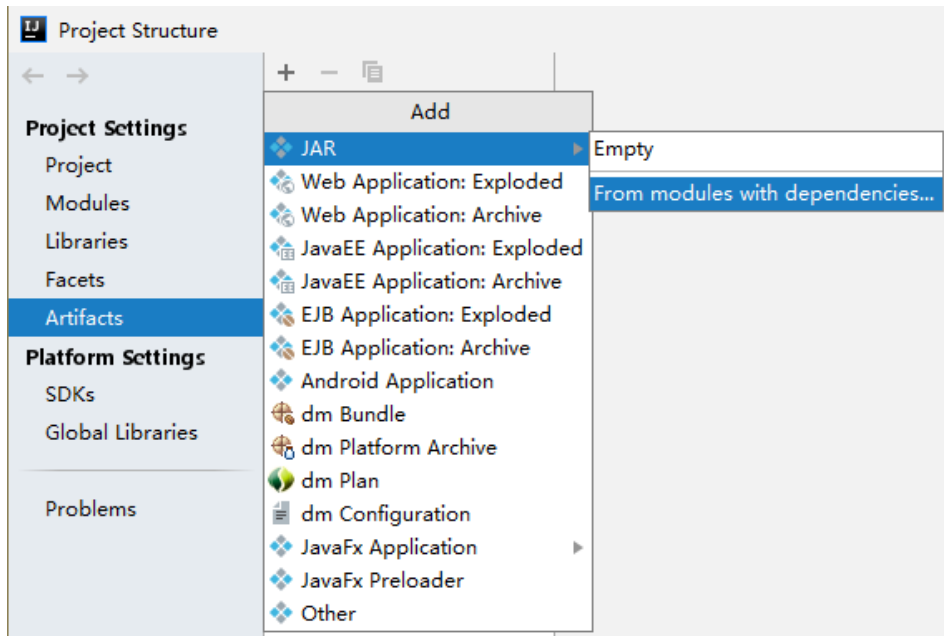 Project Structure
Project Settings
Project
Modules
Libraries
Facets
Artifacts
Platform Settings
SDKs
Global Libraries
Problems
Add
JAR
Web Application: Exploded
Web Application: Archive
JavaEE Application: Exploded
JavaEE Application: Archive
EJB Application: Exploded
EJB Application: Archive
Android Application
dm Bundle
dm Platform Archive
dm Plan
dm Configuration
JavaFx Application
JavaFx Preloader
Other
Empty
From modules with dependencies...